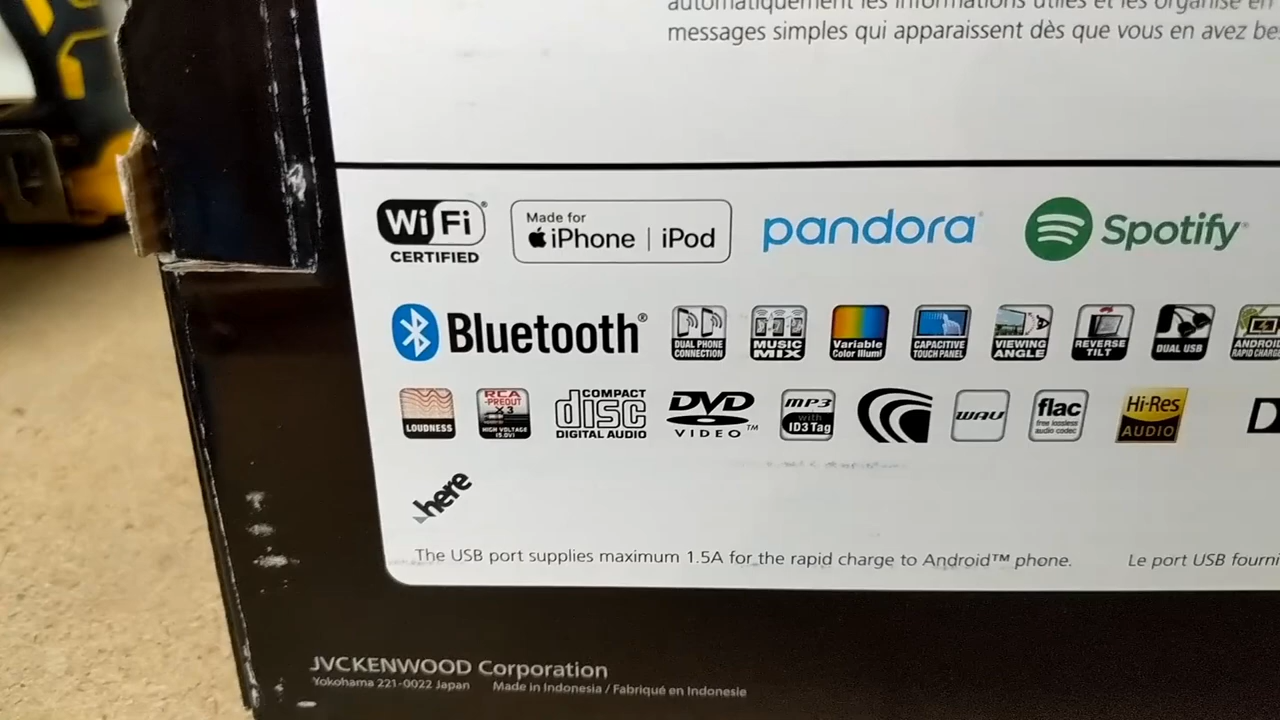 automatiquement les informations utiles et les organise en
messages simples qui apparaissent dès que vous en avez be
Wi Fi®
CERTIFIED
Made for
iPhone | iPod
pandora®
Spotify®
Bluetooth®
DUAL PHONE
CONNECTION
MUSIC
MIX
Variable
Color Illumi
CAPACITIVE
TOUCH PANEL
VIEWING
ANGLE
REVERSE
TILT
DUAL USB
ANDROID
RAPID CHARG
LOUDNESS
RCA
-PREOUT
X 3
HIGH VOLTAGE
(5.0V)
COMPACT
disc
DIGITAL AUDIO
DVD
VIDEO™
MP3
with
ID3 Tag
WAV
flac
free lossless
audio codec
Hi-Res
AUDIO
here
The USB port supplies maximum 1.5A for the rapid charge to Android™ phone.
Le port USB fourni
JVCKENWOOD Corporation
Yokohama 221-0022 Japan
Made in Indonesia / Fabriqué en Indonesie